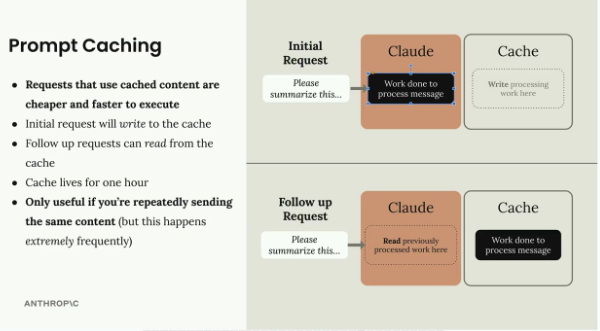 Prompt Caching
Requests that use cached content are
cheaper and faster to execute
Initial request will write to the cache
Follow up requests can read from the
cache
Cache lives for one hour
Only useful if you're repeatedly sending
the same content (but this happens
extremely frequently)
ANTHROP\C
Initial
Request
Please
summarize this...
Claude
Work done to
process message
Cache
Write processing
work here
Follow up
Request
Please
summarize this...
Claude
Read previously
processed work here
Cache
Work done to
process message